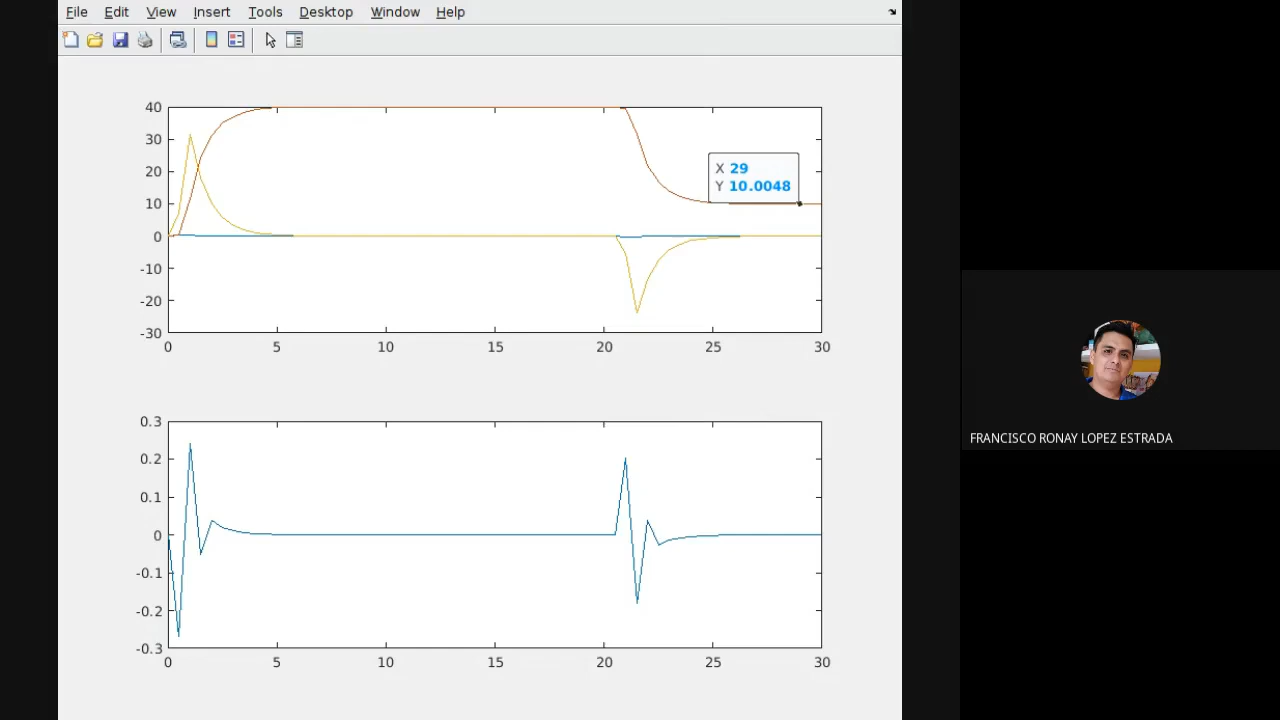 File Edit View Insert Tools Desktop Window Help
40
30
20
10
0
-10
-20
-30
0 5 10 15 20 25 30
X 29
Y 10.0048
0.3
0.2
0.1
0
-0.1
-0.2
-0.3
0 5 10 15 20 25 30
FRANCISCO RONAY LOPEZ ESTRADA